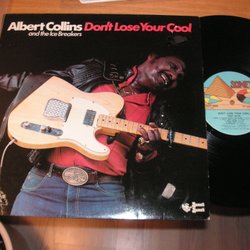 Albert Collins Don't Lose Your Cool
and the Ice Breakers